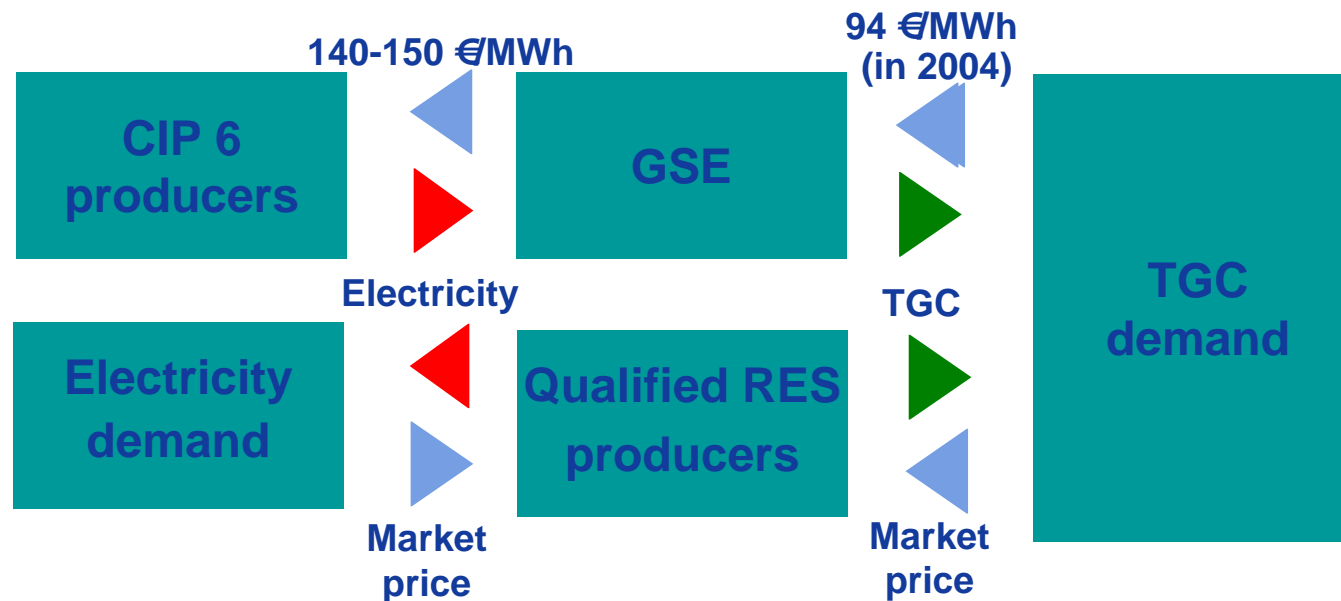 140-150 €/MWh
94 €/MWh
(in 2004)
CIP 6
producers
GSE
Electricity
TGC
TGC
demand
Electricity
demand
Qualified RES
producers
Market
price
Market
price